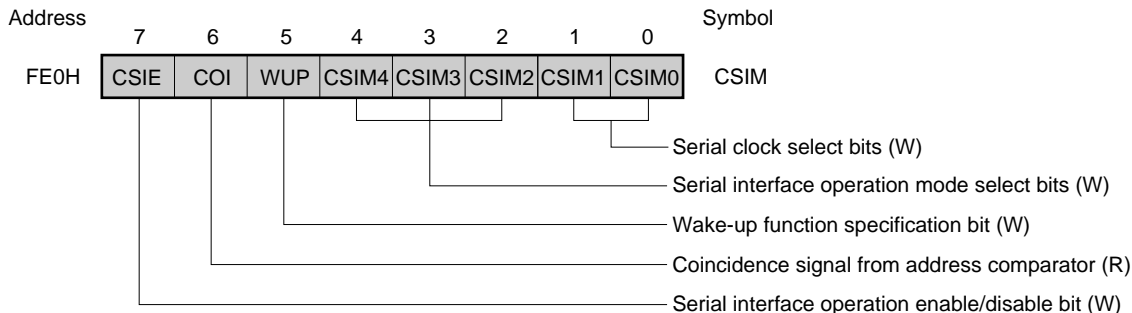 Address Symbol
7 6 5 4 3 2 1 0
FE0H CSIE COI WUP CSIM4 CSIM3 CSIM2 CSIM1 CSIM0 CSIM
Serial clock select bits (W)
Serial interface operation mode select bits (W)
Wake-up function specification bit (W)
Coincidence signal from address comparator (R)
Serial interface operation enable/disable bit (W)